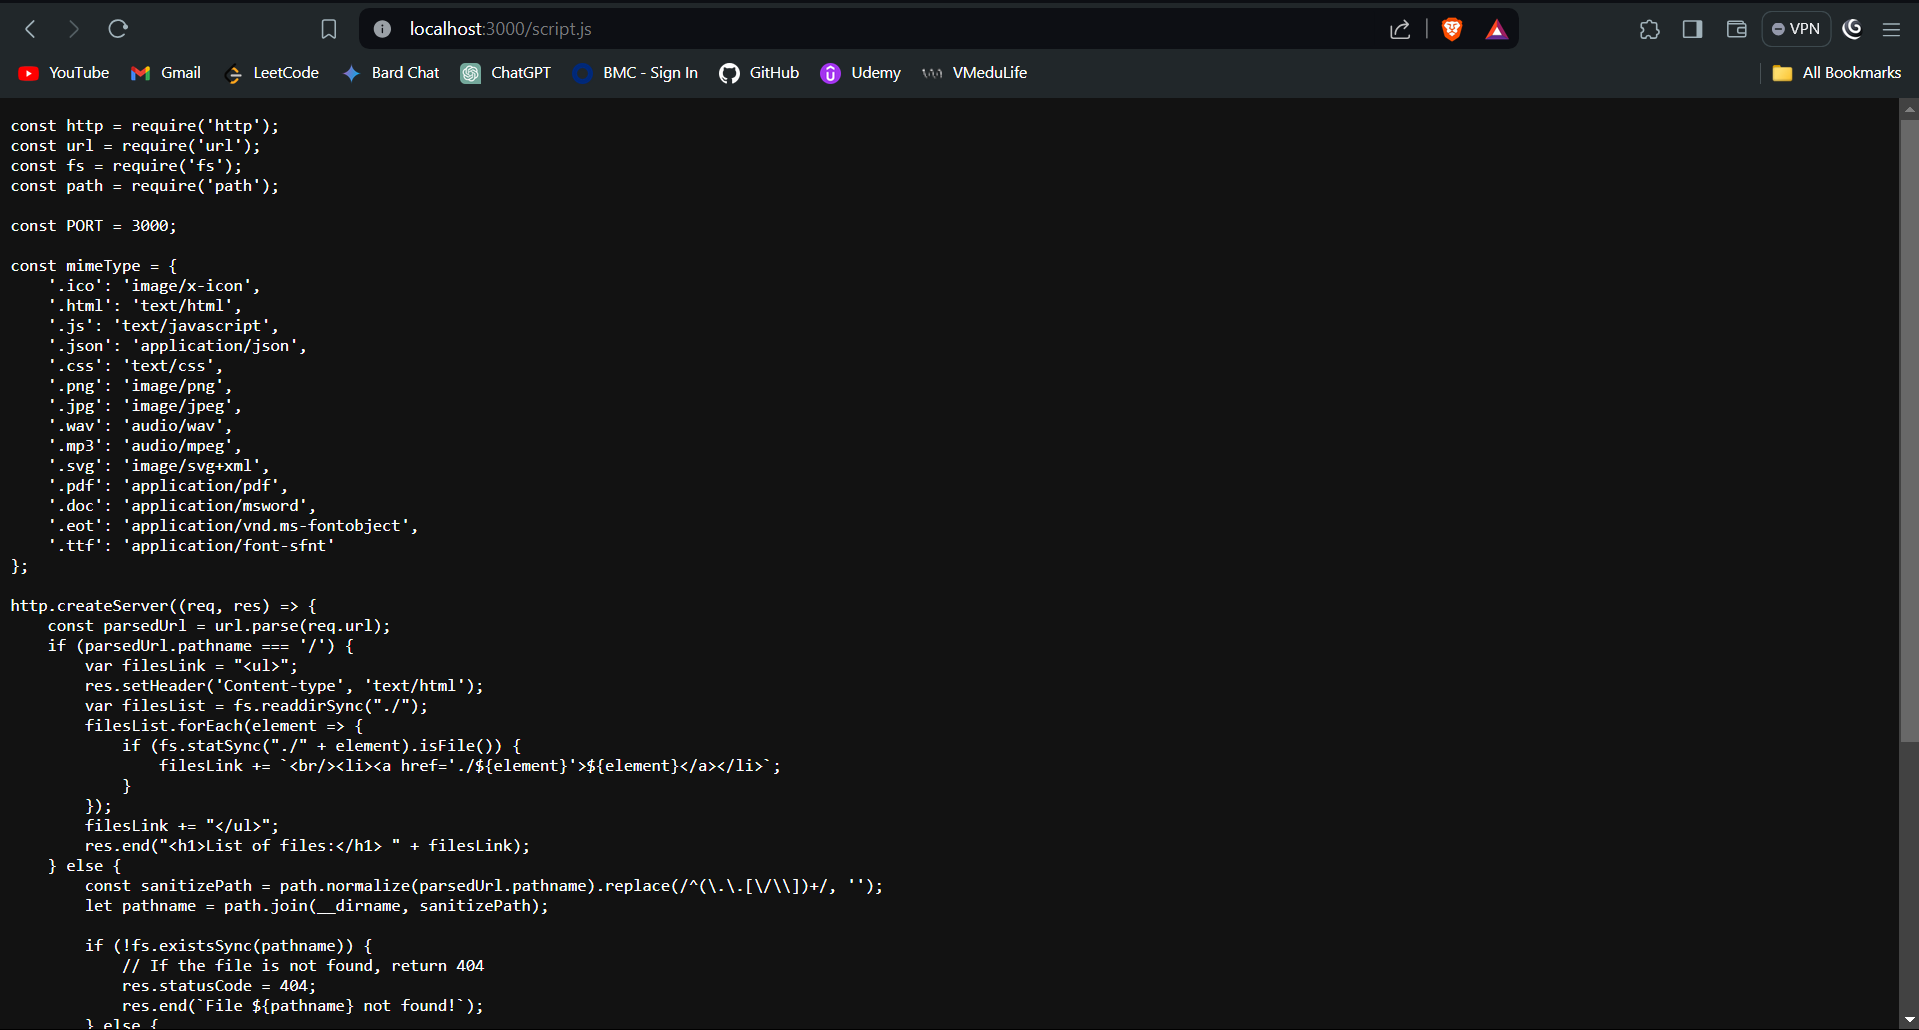 localhost:3000/script.js
VPN
YouTube Gmail LeetCode Bard Chat ChatGPT BMC - Sign In GitHub Udemy VMeduLife All Bookmarks
const http = require('http');
const url = require('url');
const fs = require('fs');
const path = require('path');
const PORT = 3000;
const mimeType = {
    '.ico': 'image/x-icon',
    '.html': 'text/html',
    '.js': 'text/javascript',
    '.json': 'application/json',
    '.css': 'text/css',
    '.png': 'image/png',
    '.jpg': 'image/jpeg',
    '.wav': 'audio/wav',
    '.mp3': 'audio/mpeg',
    '.svg': 'image/svg+xml',
    '.pdf': 'application/pdf',
    '.doc': 'application/msword',
    '.eot': 'application/vnd.ms-fontobject',
    '.ttf': 'application/font-sfnt'
};
http.createServer((req, res) => {
    const parsedUrl = url.parse(req.url);
    if (parsedUrl.pathname === '/') {
        var filesLink = "<ul>";
        res.setHeader('Content-type', 'text/html');
        var filesList = fs.readdirSync("./");
        filesList.forEach(element => {
            if (fs.statSync("./" + element).isFile()) {
                filesLink += `<br/><li><a href='./${element}'>${element}</a></li>`;
            }
        });
        filesLink += "</ul>";
        res.end("<h1>List of files:</h1> " + filesLink);
    } else {
        const sanitizePath = path.normalize(parsedUrl.pathname).replace(/^(\.\.[\/\\])+/, '');
        let pathname = path.join(__dirname, sanitizePath);
        if (!fs.existsSync(pathname)) {
            // If the file is not found, return 404
            res.statusCode = 404;
            res.end(`File ${pathname} not found!`);
        } else {